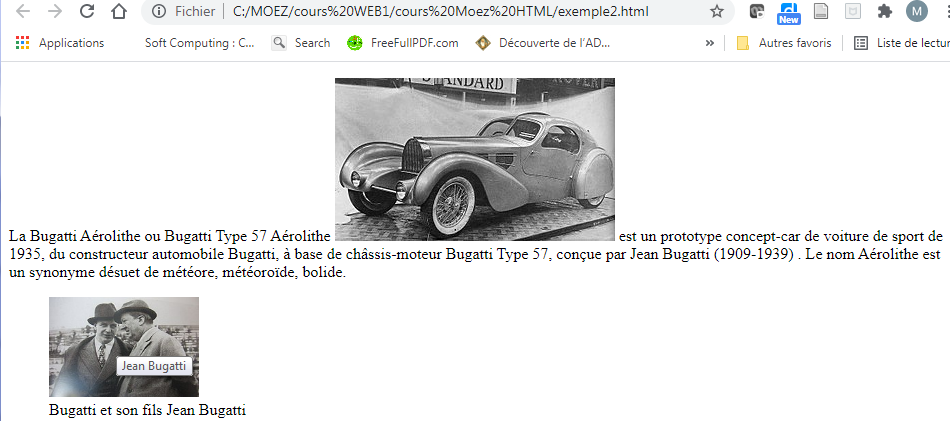 Fichier C:/MOEZ/cours%20WEB1/cours%20Moez%20HTML/exemple2.html
New
M
Applications Soft Computing : C... Search FreeFullPDF.com Découverte de l'AD... » Autres favoris Liste de lectur
STANDARD ROVER
La Bugatti Aérolithe ou Bugatti Type 57 Aérolithe est un prototype concept-car de voiture de sport de
1935, du constructeur automobile Bugatti, à base de châssis-moteur Bugatti Type 57, conçue par Jean Bugatti (1909-1939) . Le nom Aérolithe est
un synonyme désuet de météore, météoroïde, bolide.
Jean Bugatti
Bugatti et son fils Jean Bugatti